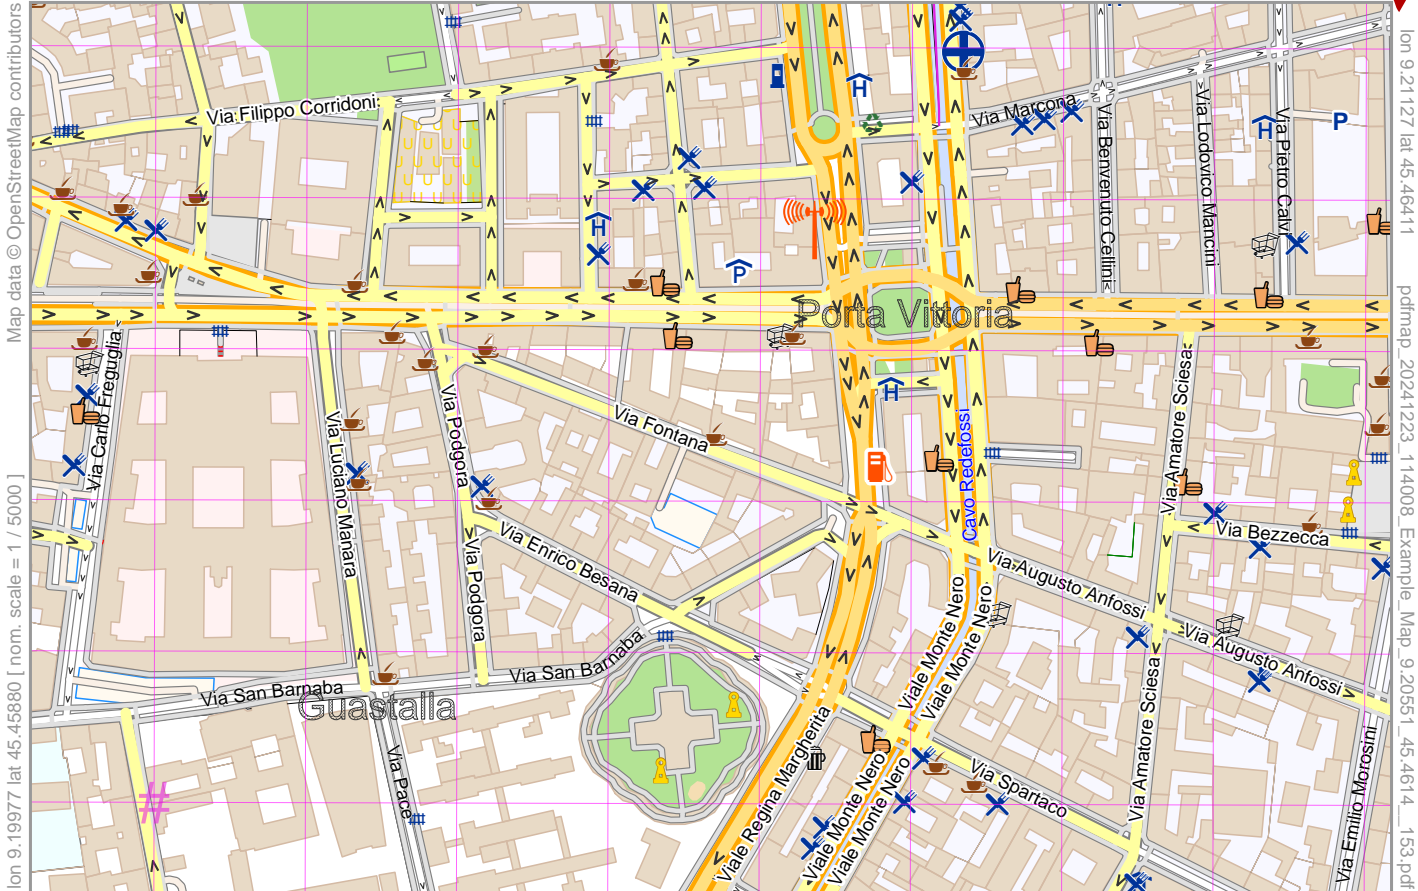 Map data © OpenStreetMap contributors
lon 9.19977 lat 45.45880 [ nom. scale = 1 / 5000 ]
lon 9.21127 lat 45.46411
pdfmap_20241223_114008_Example_Map_9.20551_45.4614__153.pd
Via Filippo Corridoni
Via Marcona
Via Benvenuto Cellini
Via Lodovico Mancini
Via Pietro Calvi
H
H
P
H
P
Porta Vittoria
H
Via Carlo Freguglia
Via Luciano Manara
Via Podgora
Via Fontana
Cavo Redefossi
Via Amatore Sciesa
Via Bezzecca
Via Enrico Besana
Via Podgora
Via Augusto Anfossi
Via Augusto Anfossi
Viale Monte Nero
Viale Monte Nero
Via San Barnaba
Via San Barnaba
Guastalla
Via Amatore Sciesa
Via Pace
Viale Regina Margherita
Viale Monte Nero
Viale Monte Nero
Via Spartaco
Via Emilio Morosini
#